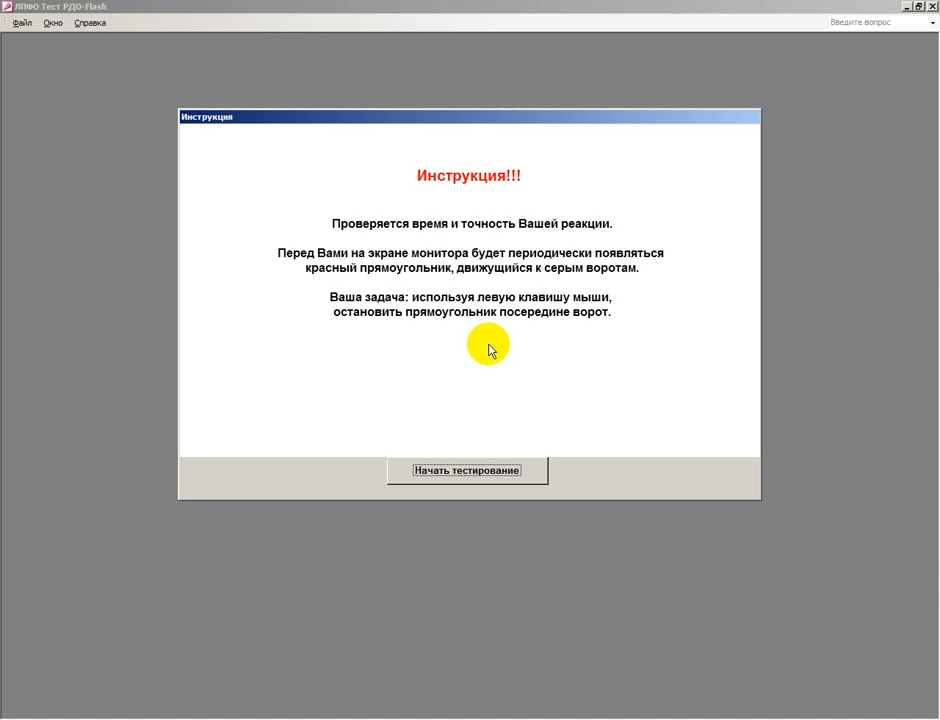 ЛПФО Тест РДО-Flash
Файл Окно Справка Введите вопрос
Инструкция
Инструкция!!!
Проверяется время и точность Вашей реакции.
Перед Вами на экране монитора будет периодически появляться
красный прямоугольник, движущийся к серым воротам.
Ваша задача: используя левую клавишу мыши,
остановить прямоугольник посередине ворот.
Начать тестирование